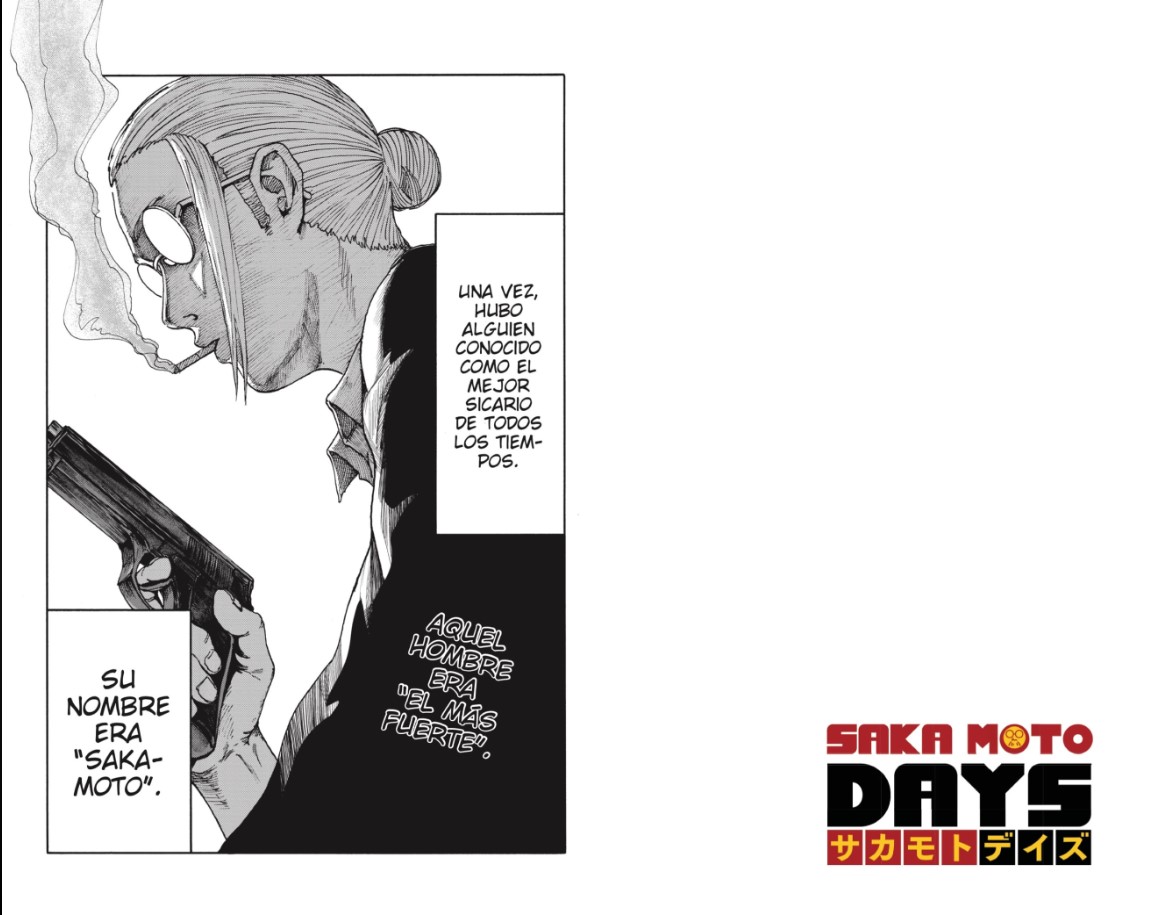 UNA VEZ,
HUBO
ALGUIEN
CONOCIDO
COMO EL
MEJOR
SICARIO
DE TODOS
LOS TIEM-
POS.
AQUEL
HOMBRE
ERA
"EL MÁS
FUERTE".
SU
NOMBRE
ERA
"SAKA-
MOTO".
SAKA MOTO
DAYS
サカモトデイズ